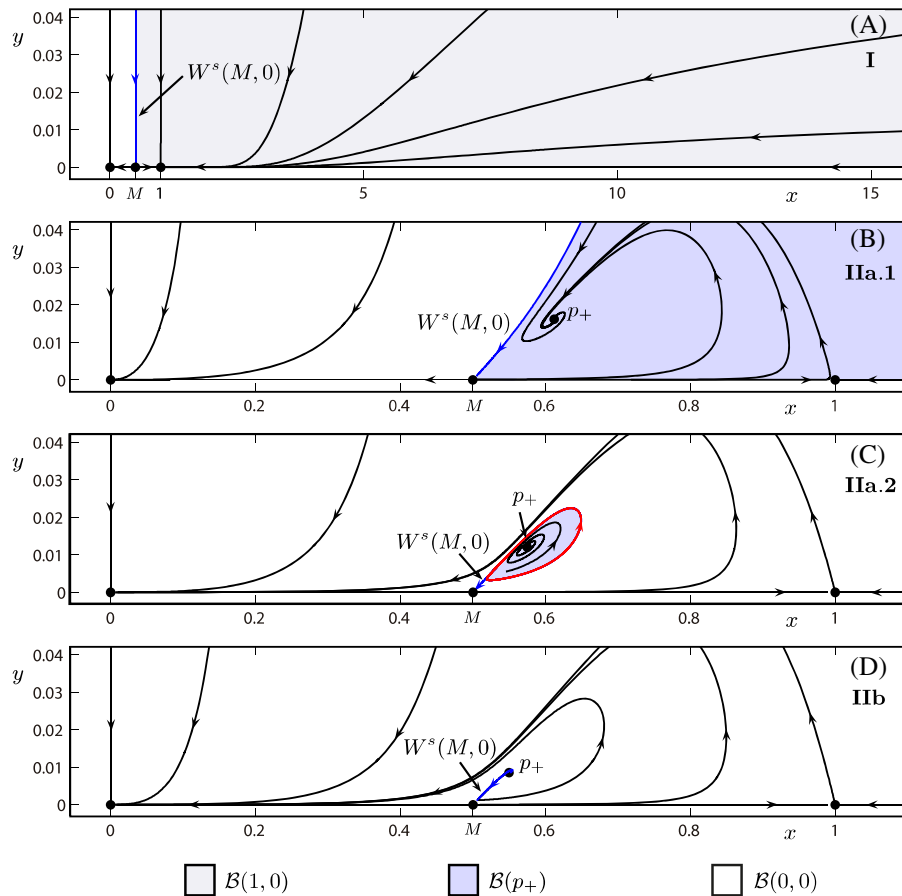 0.04
y
0.03
0.02
0.01
0
W^s(M, 0)
(A)
I
0 M 1 5 10 x 15
0.04
y
0.03
0.02
0.01
0
W^s(M, 0)
p_+
(B)
IIa.1
0 0.2 0.4 M 0.6 0.8 x 1
0.04
y
0.03
0.02
0.01
0
p_+
W^s(M, 0)
(C)
IIa.2
0 0.2 0.4 M 0.6 0.8 x 1
0.04
y
0.03
0.02
0.01
0
W^s(M, 0)
p_+
(D)
IIb
0 0.2 0.4 M 0.6 0.8 x 1
B(1, 0) B(p_+) B(0, 0)